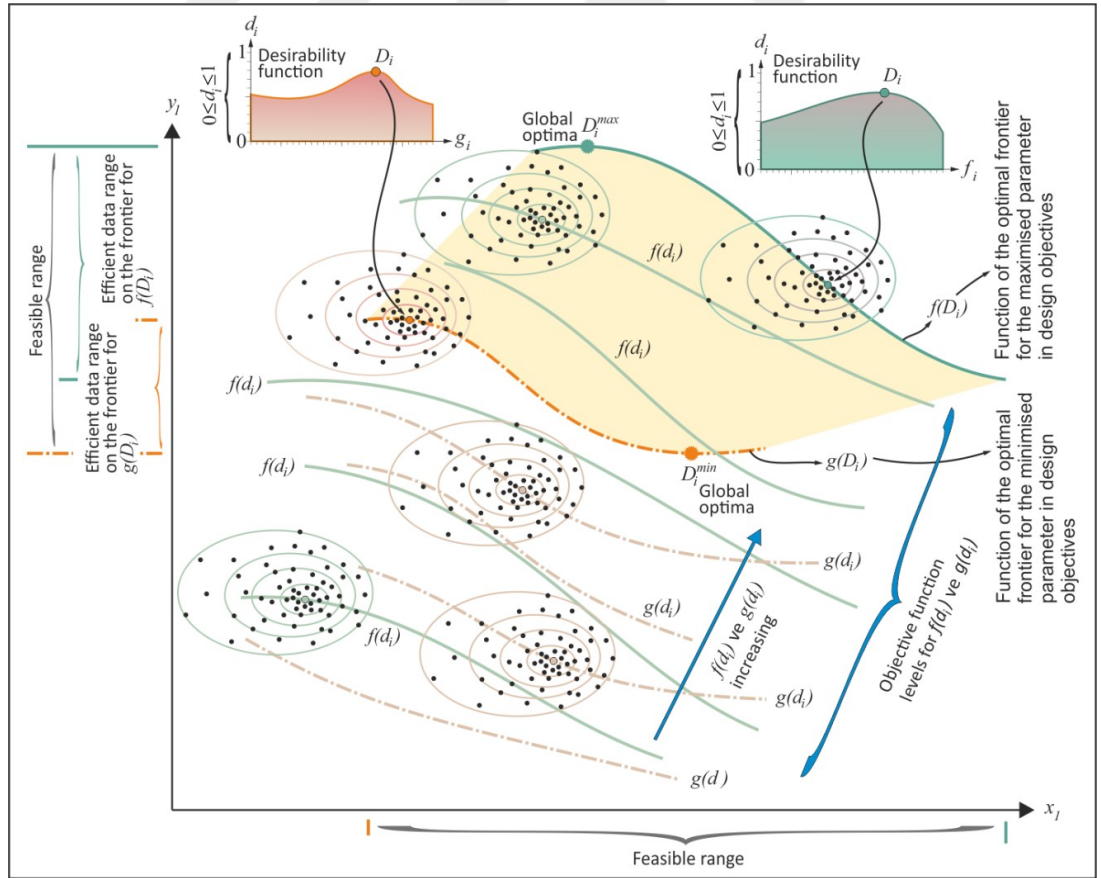 d_i
1
0≤d_i≤1
0
Desirability
function
D_i
g_i
d_i
1
0≤d_i≤1
0
Desirability
function
D_i
f_i
y_1
Global
optima
D_i^max
Feasible range
Efficient data range
on the frontier for
f(D_i)
Efficient data range
on the frontier for
g(D_i)
f(d_i)
f(d_i)
f(D_i)
Function of the optimal frontier
for the maximised parameter
in design objectives
f(d_i)
f(d_i)
f(d_i)
D_i^min
Global
optima
g(D_i)
Function of the optimal
frontier for the minimised
parameter in design
objectives
g(d_i)
g(d_i)
g(d_i)
g(d)
f(d_i) ve g(d_i)
increasing
Objective function
levels for f(d_i) ve g(d_i)
x_1
Feasible range